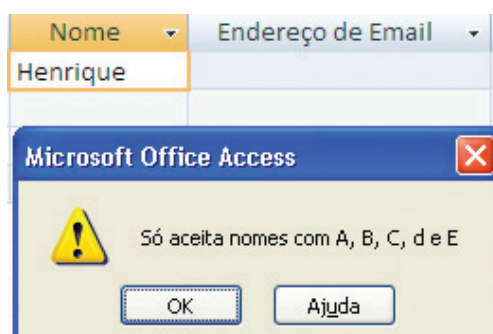 Nome Endereço de Email
Henrique
Microsoft Office Access
Só aceita nomes com A, B, C, d e E
OK Ajuda